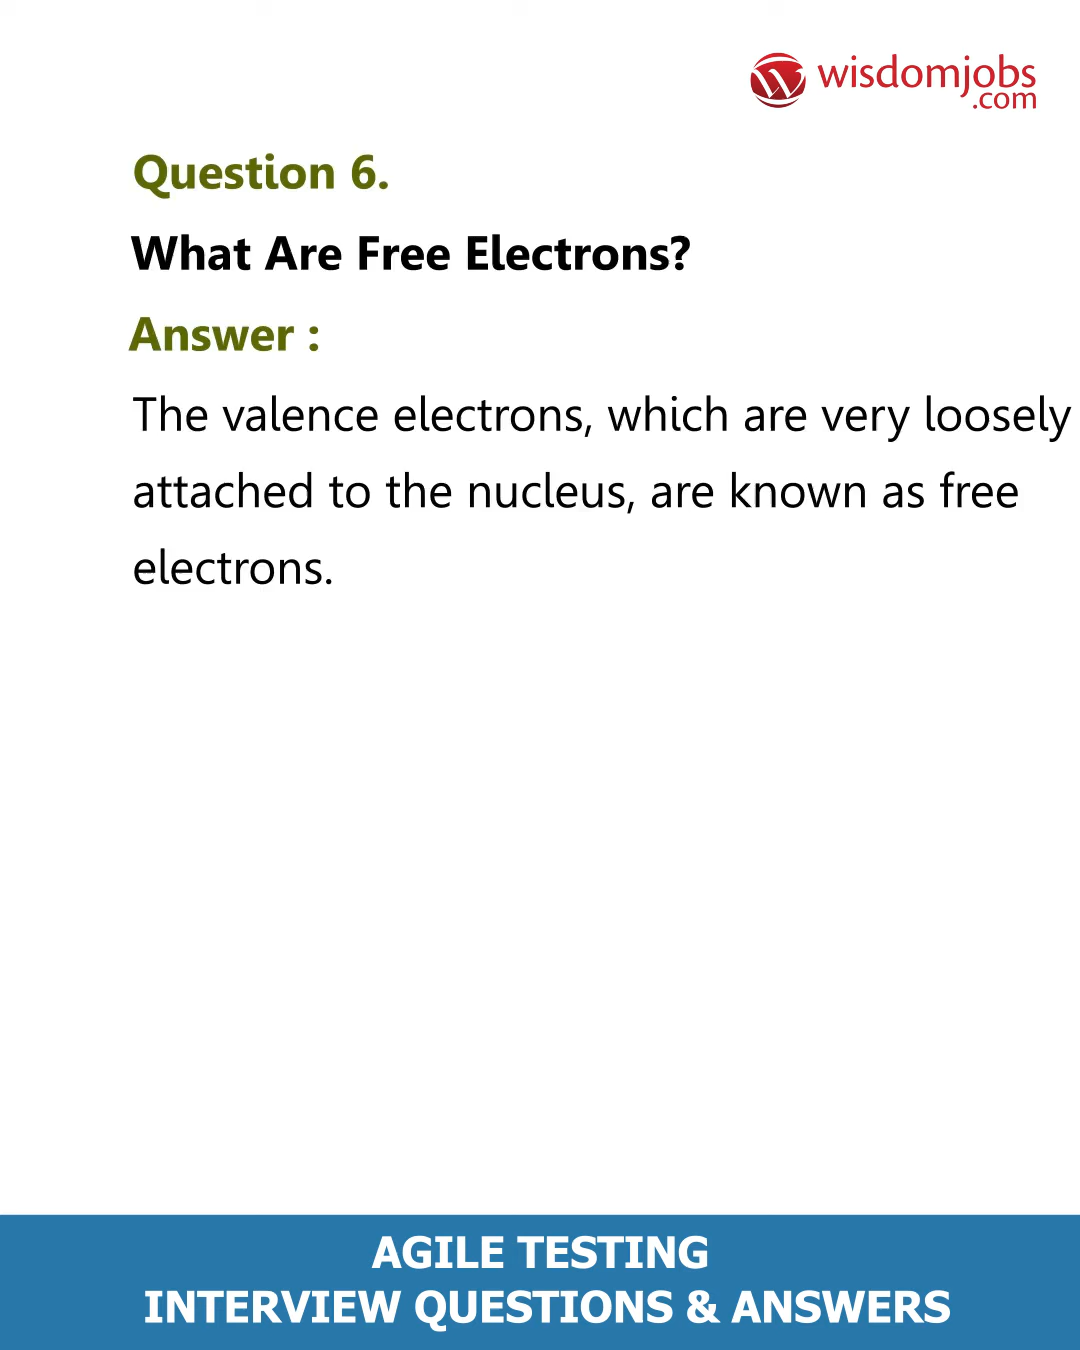 wisdomjobs
.com
Question 6.
What Are Free Electrons?
Answer :
The valence electrons, which are very loosely
attached to the nucleus, are known as free
electrons.
AGILE TESTING
INTERVIEW QUESTIONS & ANSWERS